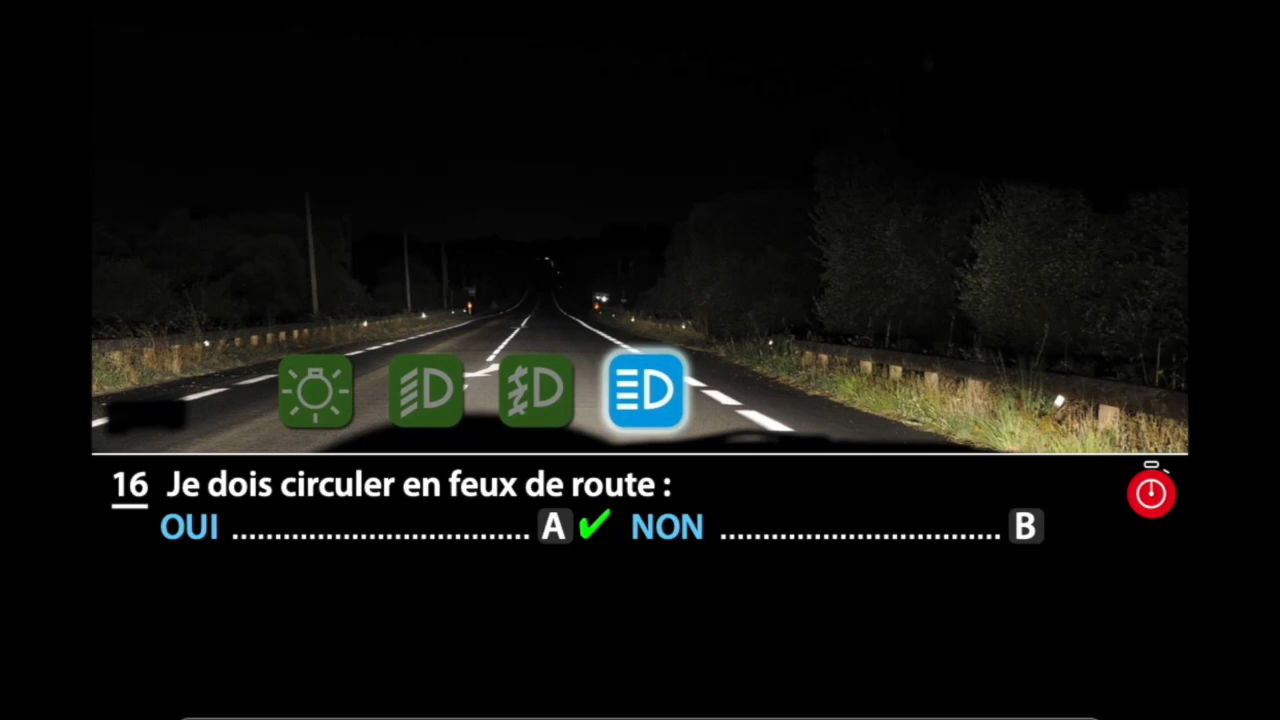 16 Je dois circuler en feux de route :
OUI ................................... A ✔ NON ................................. B